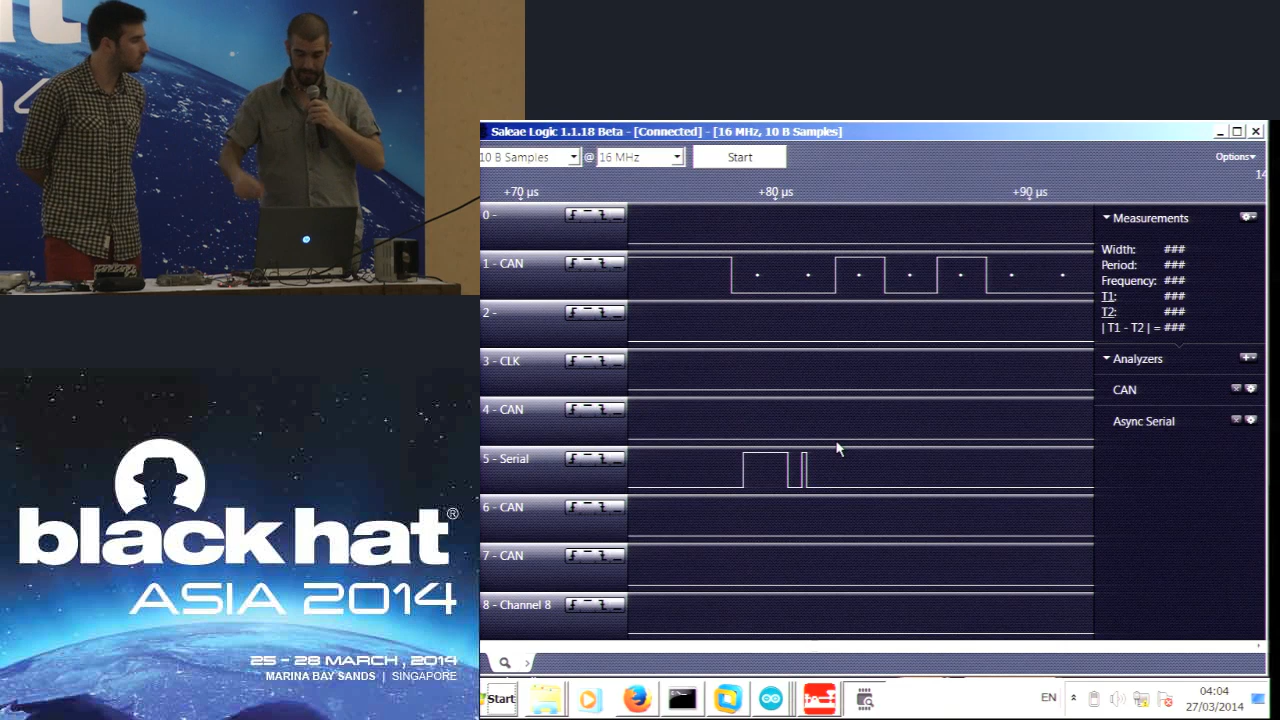 Saleae Logic 1.1.18 Beta - [Connected] - [16 MHz, 10 B Samples]
10 B Samples @ 16 MHz Start Options
+70 µs +80 µs +90 µs 14
0 -
1 - CAN
2 -
3 - CLK
4 - CAN
5 - Serial
6 - CAN
7 - CAN
8 - Channel 8
Measurements
Width: ###
Period: ###
Frequency: ###
T1: ###
T2: ###
| T1 - T2 | = ###
Analyzers
CAN
Async Serial
Start
EN
04:04
27/03/2014
black hat®
ASIA 2014
25 - 28 MARCH, 2014
MARINA BAY SANDS | SINGAPORE